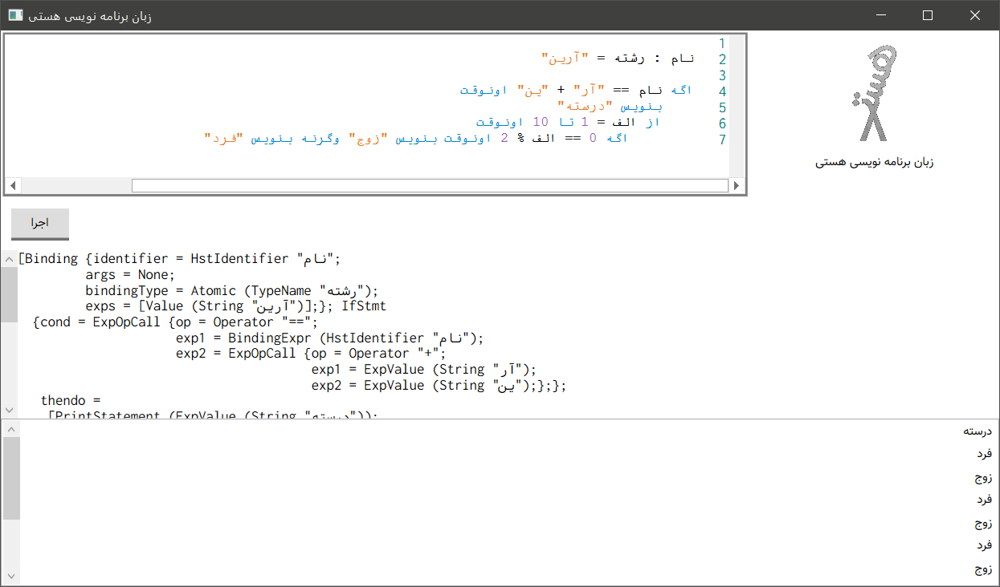 زبان برنامه نویسی هستی
1
2 نام : رشته = "آرین"
3
4 اگه نام == "آر" + "ین" اونوقت
5 بنویس "درسته"
6 از الف = 1 تا 10 اونوقت
7 اگه 0 == الف % 2 اونوقت بنویس "زوج" وگرنه بنویس "فرد"
هستی
زبان برنامه نویسی هستی
اجرا
[Binding {identifier = HstIdentifier "نام";
args = None;
bindingType = Atomic (TypeName "رشته");
exps = [Value (String "آرین")];}; IfStmt
{cond = ExpOpCall {op = Operator "==";
exp1 = BindingExpr (HstIdentifier "نام");
exp2 = ExpOpCall {op = Operator "+";
exp1 = ExpValue (String "آر");
exp2 = ExpValue (String "ین");};};
thendo =
[PrintStatement (ExpValue (String "درسته"));
درسته
فرد
زوج
فرد
زوج
فرد
زوج